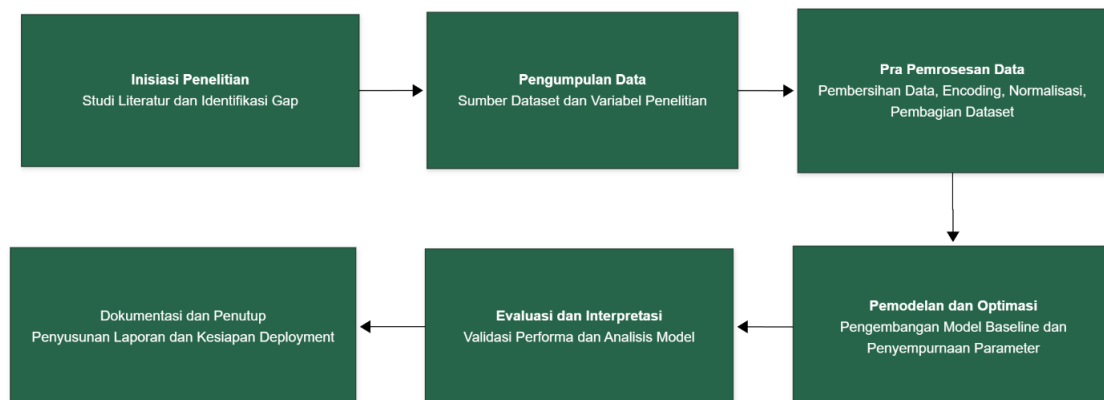 Inisiasi Penelitian
Studi Literatur dan Identifikasi Gap
Pengumpulan Data
Sumber Dataset dan Variabel Penelitian
Pra Pemrosesan Data
Pembersihan Data, Encoding, Normalisasi,
Pembagian Dataset
Pemodelan dan Optimasi
Pengembangan Model Baseline dan
Penyempurnaan Parameter
Evaluasi dan Interpretasi
Validasi Performa dan Analisis Model
Dokumentasi dan Penutup
Penyusunan Laporan dan Kesiapan Deployment